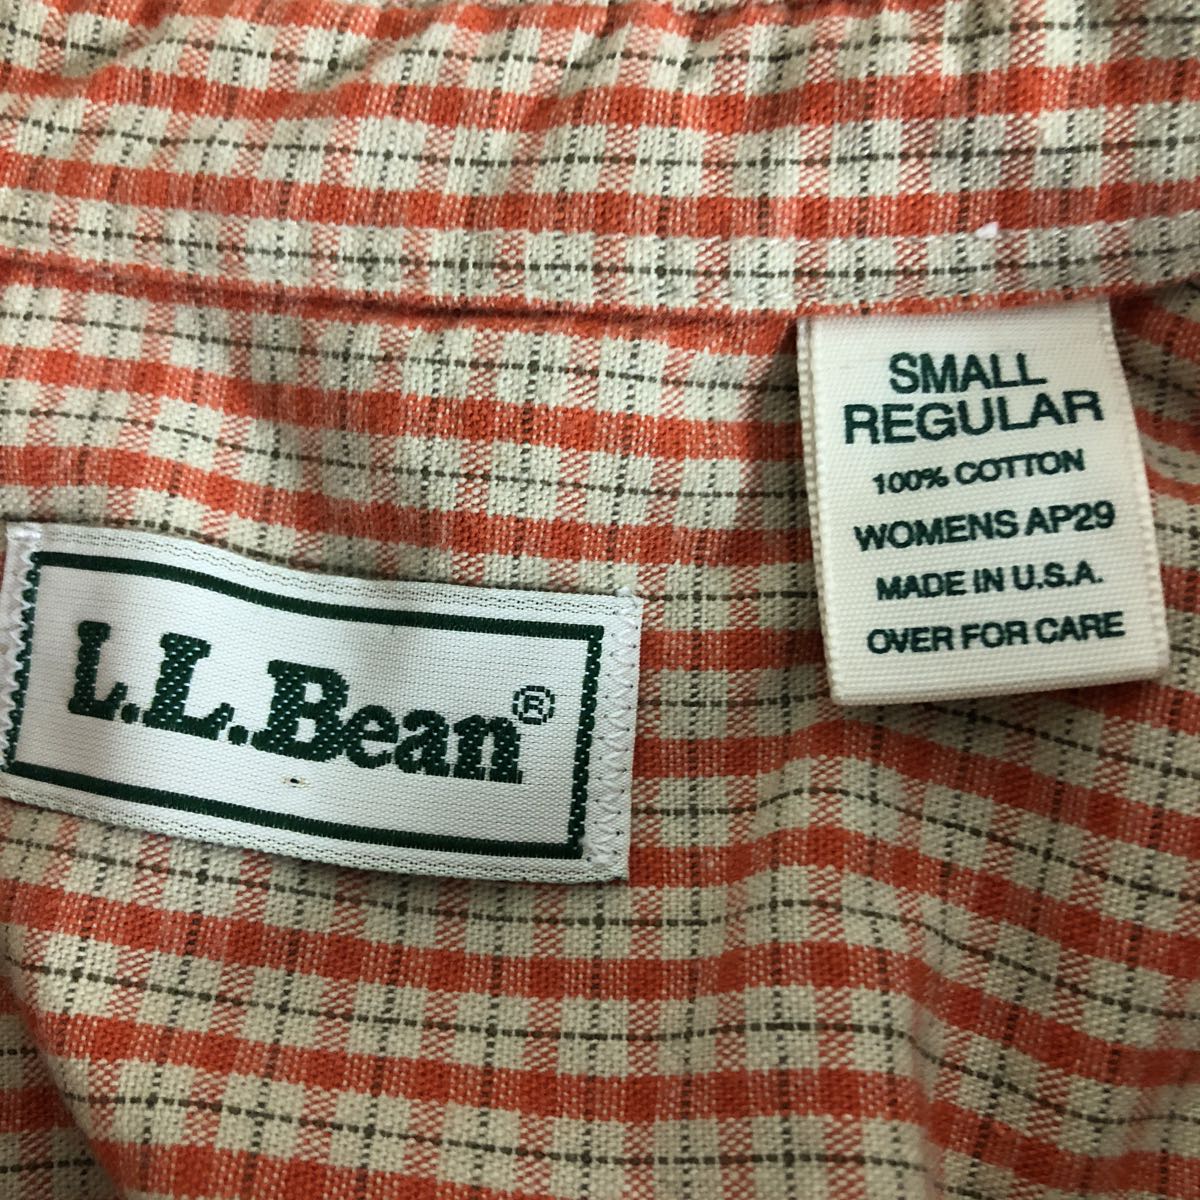 SMALL
REGULAR
100% COTTON
WOMENS AP29
MADE IN U.S.A.
OVER FOR CARE
L.L.Bean®